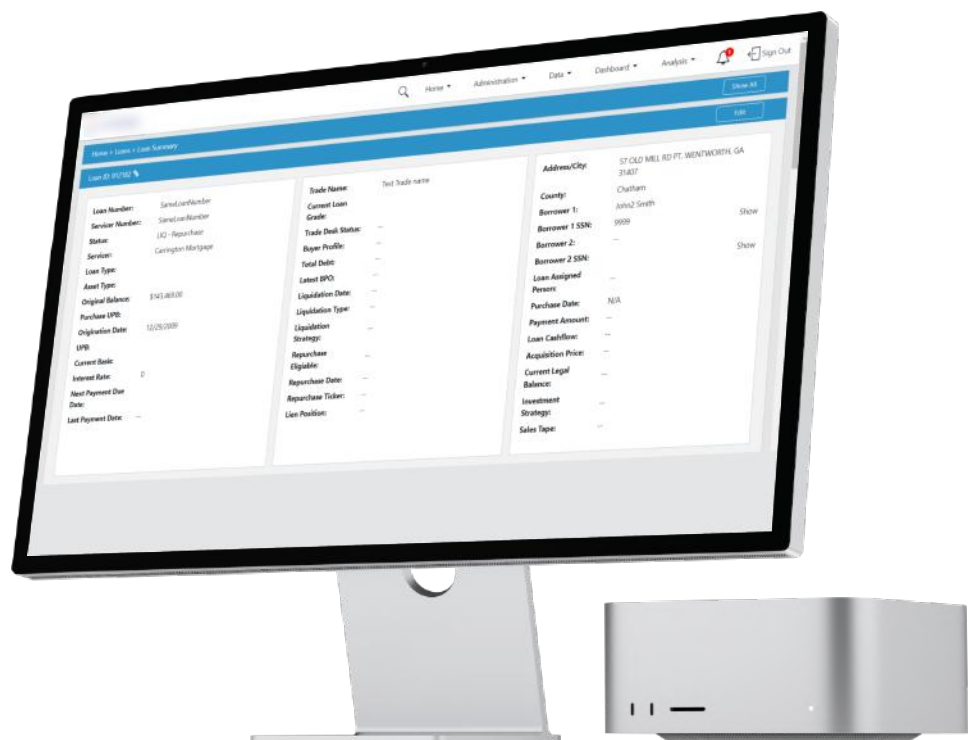 Home Administration Data Dashboard Analysis Sign Out
Home > Loans > Loan Summary
Show All
Loan ID: 917102
Edit
Loan Number: SameLoanNumber
Servicer Number: SameLoanNumber
Status: LIQ - Repurchase
Servicer: Carrington Mortgage
Loan Type:
Asset Type:
Original Balance: $143,469.00
Purchase UPB:
Origination Date: 12/29/2009
UPB:
Current Basis:
Interest Rate: 0
Next Payment Due
Date:
Last Payment Date: --
Trade Name: Test Trade name
Current Loan
Grade:
Trade Desk Status: --
Buyer Profile: --
Total Debt: --
Latest BPO: --
Liquidation Date: --
Liquidation Type: --
Liquidation
Strategy: --
Repurchase
Eligiable: --
Repurchase Date: --
Repurchase Ticker: --
Lien Position: --
Address/City: 57 OLD MILL RD PT. WENTWORTH, GA
31407
County: Chatham
Borrower 1: John2 Smith
Borrower 1 SSN: 9999 Show
Borrower 2: --
Borrower 2 SSN: Show
Loan Assigned
Person: --
Purchase Date: N/A
Payment Amount: --
Loan Cashflow: --
Acquisition Price: --
Current Legal
Balance: --
Investment
Strategy: --
Sales Tape: --